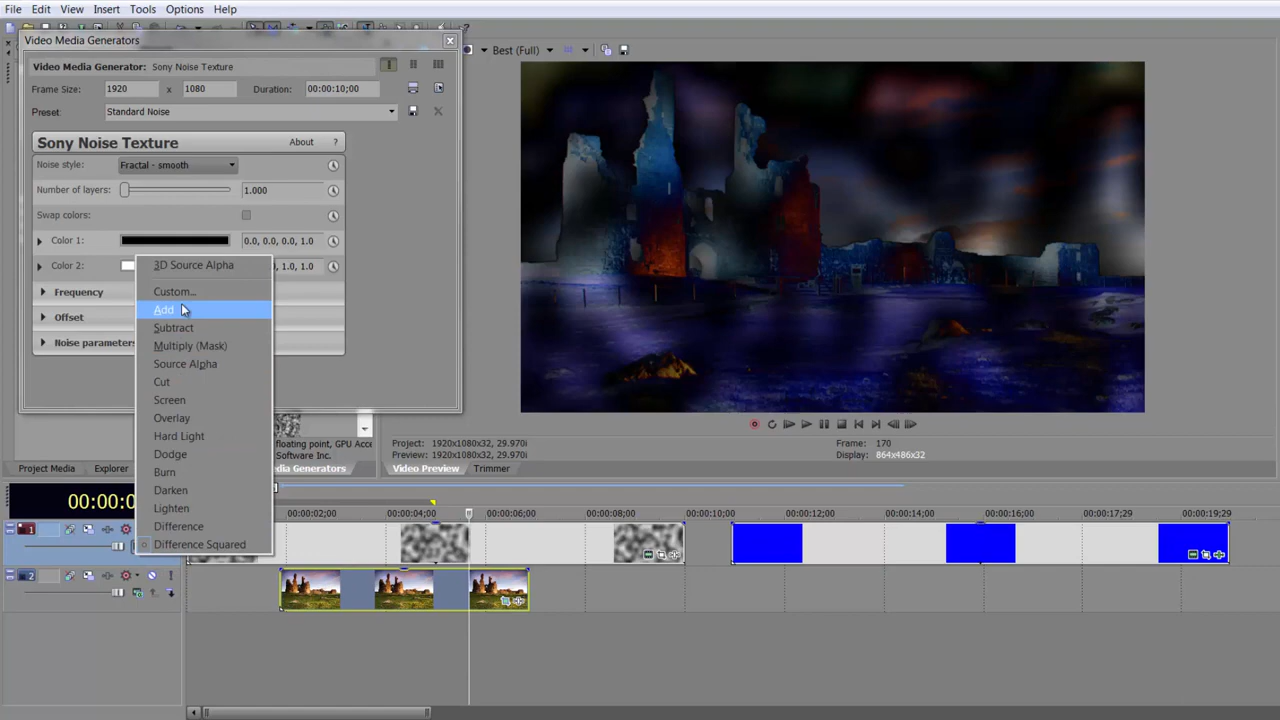 File Edit View Insert Tools Options Help
Video Media Generators
Video Media Generator: Sony Noise Texture
Frame Size: 1920 x 1080 Duration: 00:00:10;00
Preset: Standard Noise
Sony Noise Texture About ?
Noise style: Fractal - smooth
Number of layers: 1.000
Swap colors:
Color 1: 0.0, 0.0, 0.0, 1.0
Color 2: 1.0, 1.0
Frequency
Offset
Noise parameters
3D Source Alpha
Custom...
Add
Subtract
Multiply (Mask)
Source Alpha
Cut
Screen
Overlay
Hard Light
Dodge
Burn
Darken
Lighten
Difference
Difference Squared
Best (Full)
floating point, GPU Acce
Software Inc.
Project: 1920x1080x32, 29.970i
Frame: 170
Display: 864x486x32
Project Media Explorer dia Generators Video Preview Trimmer
00:00:0
00:00:02;00 00:00:04;00 00:00:06;00 00:00:08;00 00:00:10;00 00:00:12;00 00:00:14;00 00:00:16;00 00:00:17;29 00:00:19;29
1
2